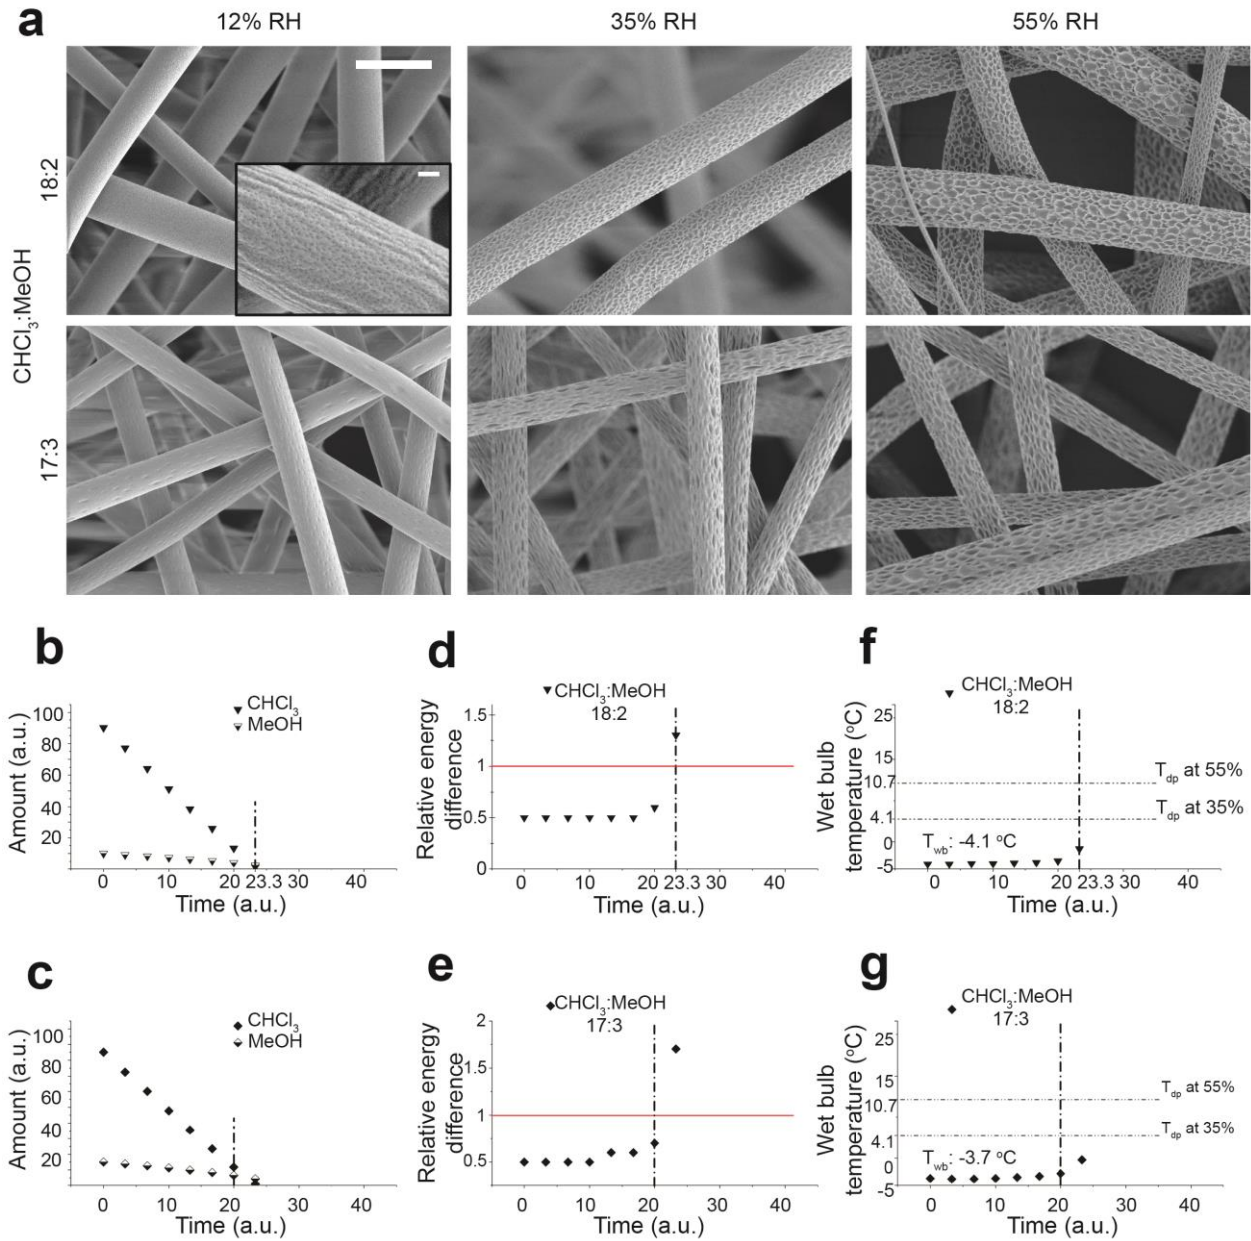 a
12% RH
35% RH
55% RH
CHCl3:MeOH
18:2
17:3
b
Amount (a.u.)
100
80
60
40
20
CHCl3
MeOH
0 10 20 23.3 30 40
Time (a.u.)
d
Relative energy
difference
1.5
1
0.5
0
CHCl3:MeOH
18:2
0 10 20 23.3 30 40
Time (a.u.)
f
Wet bulb
temperature (oC)
25
15
10.7
4.1
0
-5
CHCl3:MeOH
18:2
Tdp at 55%
Tdp at 35%
Twb: -4.1 oC
0 10 20 23.3 30 40
Time (a.u.)
c
Amount (a.u.)
100
80
60
40
20
CHCl3
MeOH
0 10 20 30 40
Time (a.u.)
e
Relative energy
difference
2
1.5
1
0.5
CHCl3:MeOH
17:3
0 10 20 30 40
Time (a.u.)
g
Wet bulb
temperature (oC)
25
15
10.7
4.1
0
-5
CHCl3:MeOH
17:3
Tdp at 55%
Tdp at 35%
Twb: -3.7 oC
0 10 20 30 40
Time (a.u.)